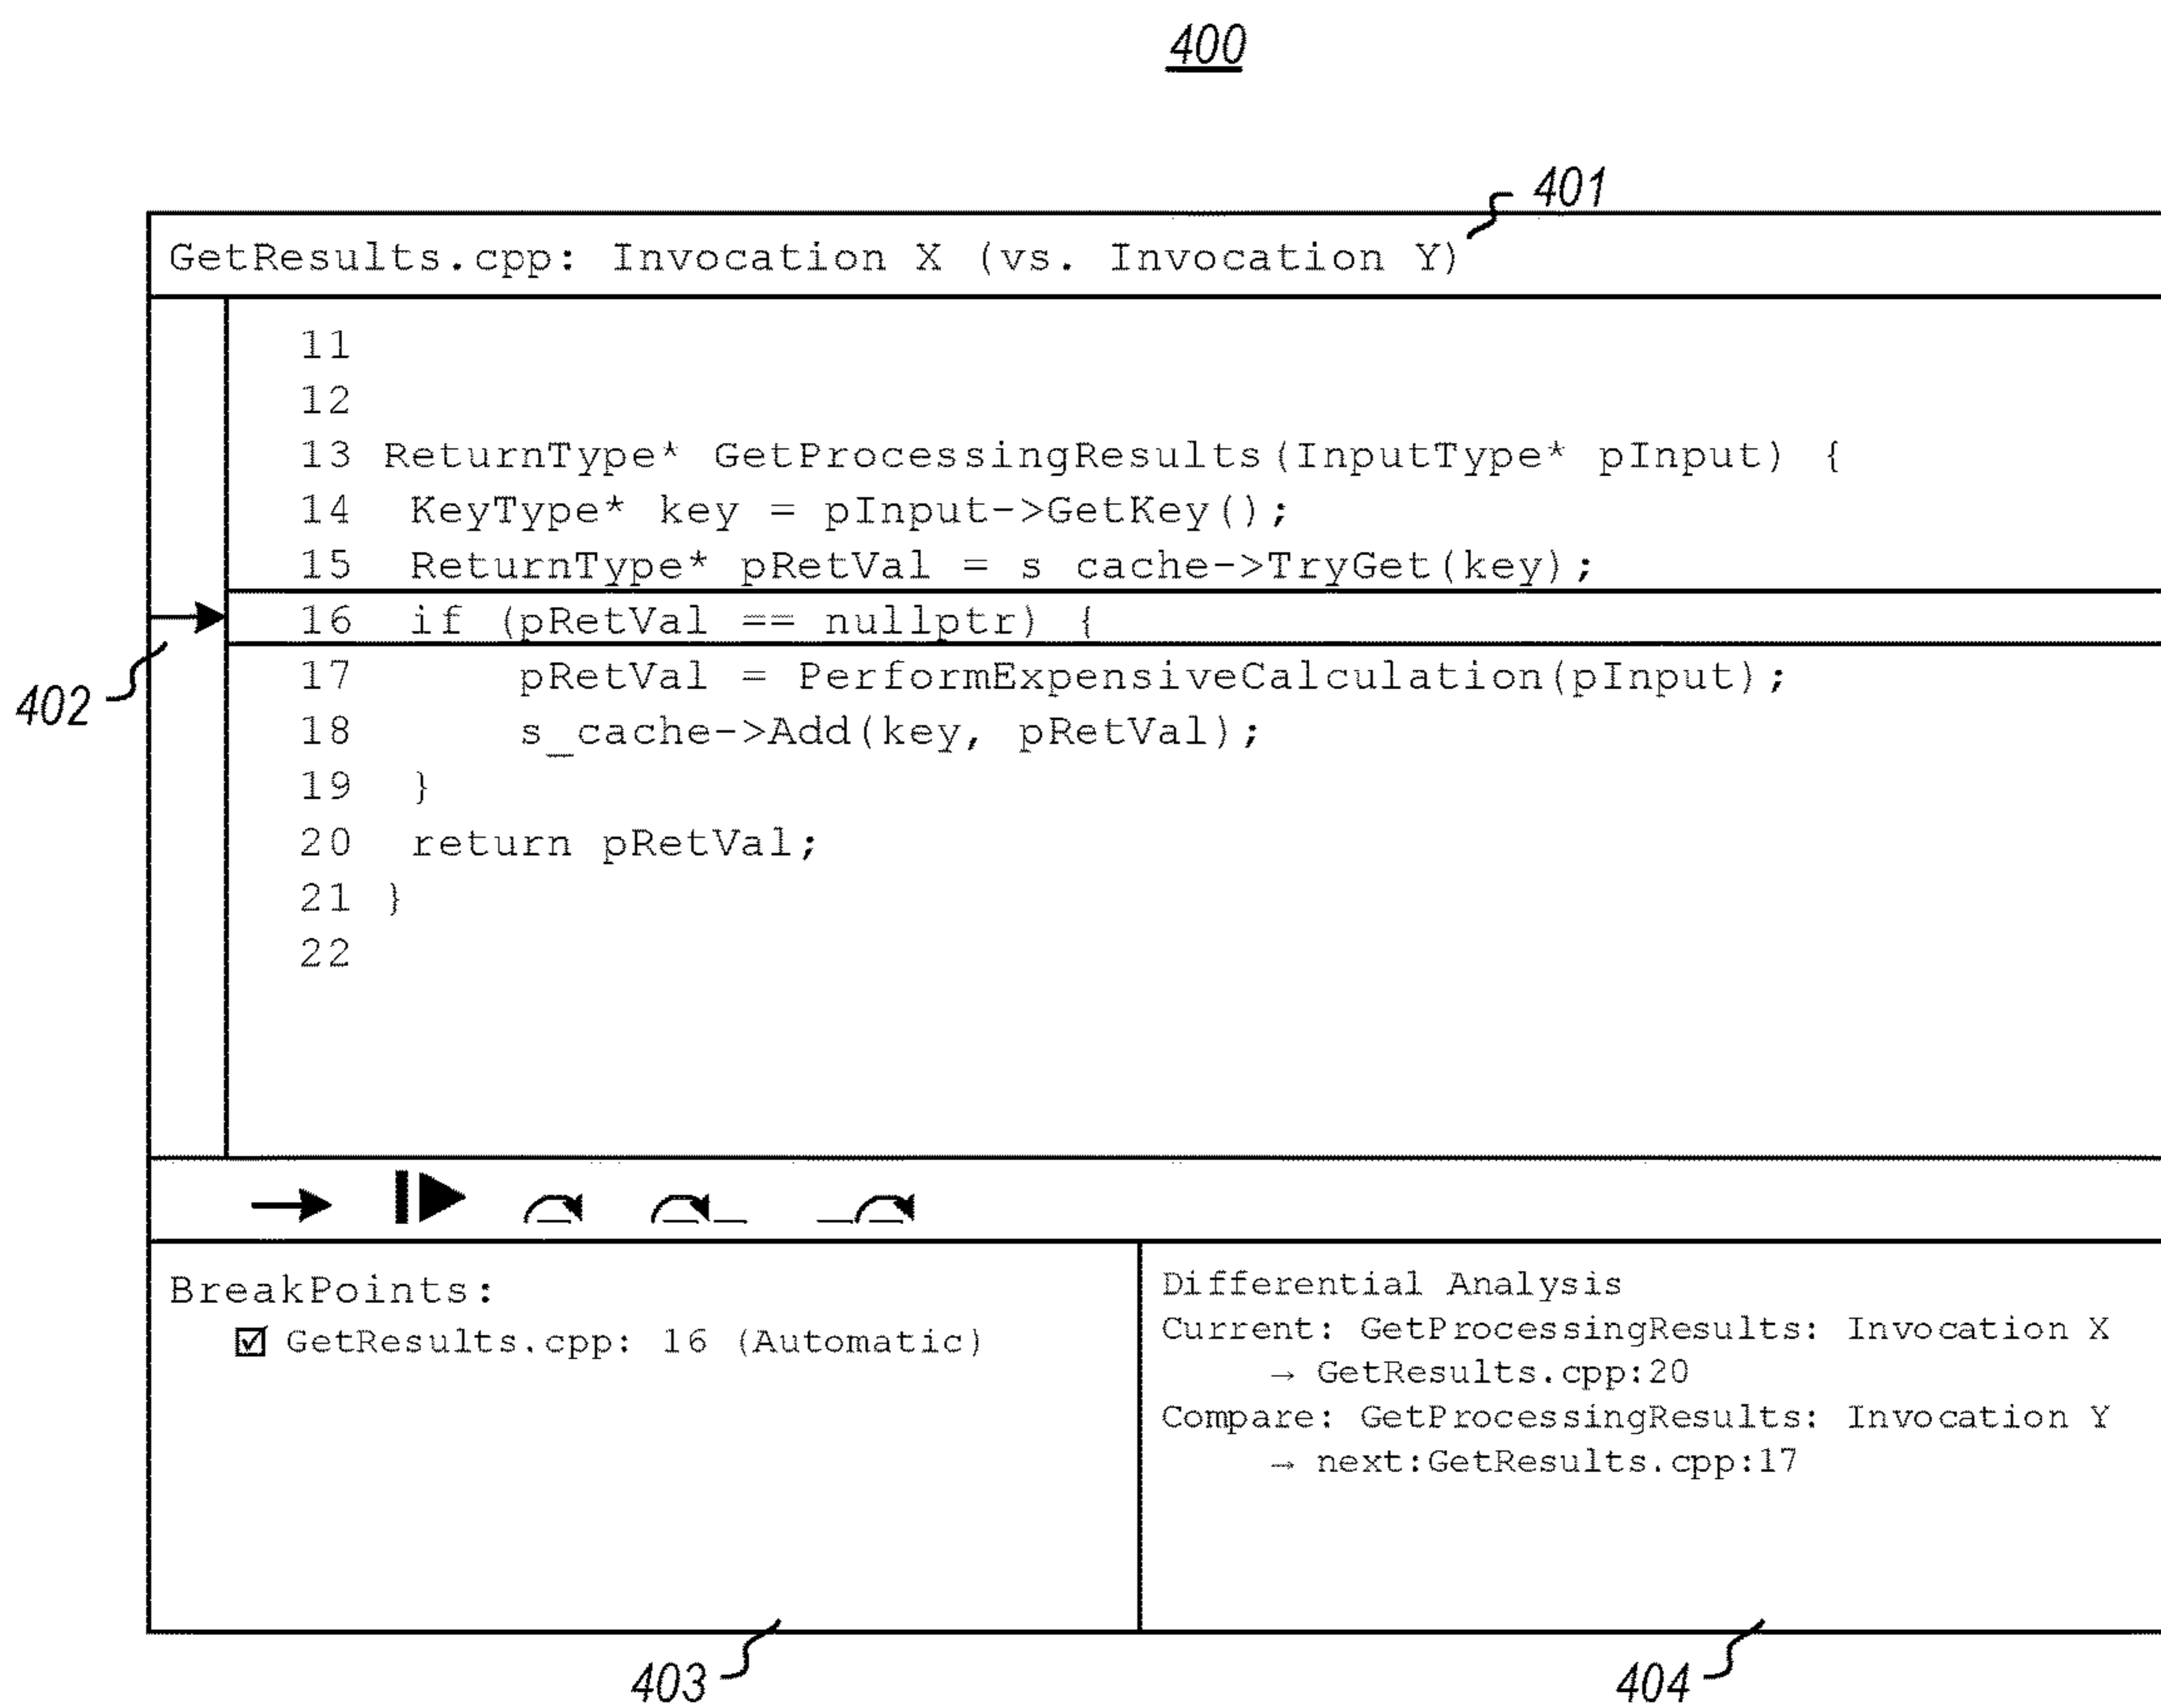 400
401
GetResults.cpp: Invocation X (vs. Invocation Y)
11
12
13 ReturnType* GetProcessingResults(InputType* pInput) {
14 KeyType* key = pInput->GetKey();
15 ReturnType* pRetVal = s cache->TryGet(key);
16 if (pRetVal == nullptr) {
402
17 pRetVal = PerformExpensiveCalculation(pInput);
18 s_cache->Add(key, pRetVal);
19 }
20 return pRetVal;
21 }
22
BreakPoints:
☑ GetResults.cpp: 16 (Automatic)
Differential Analysis
Current: GetProcessingResults: Invocation X
→ GetResults.cpp:20
Compare: GetProcessingResults: Invocation Y
→ next:GetResults.cpp:17
403
404